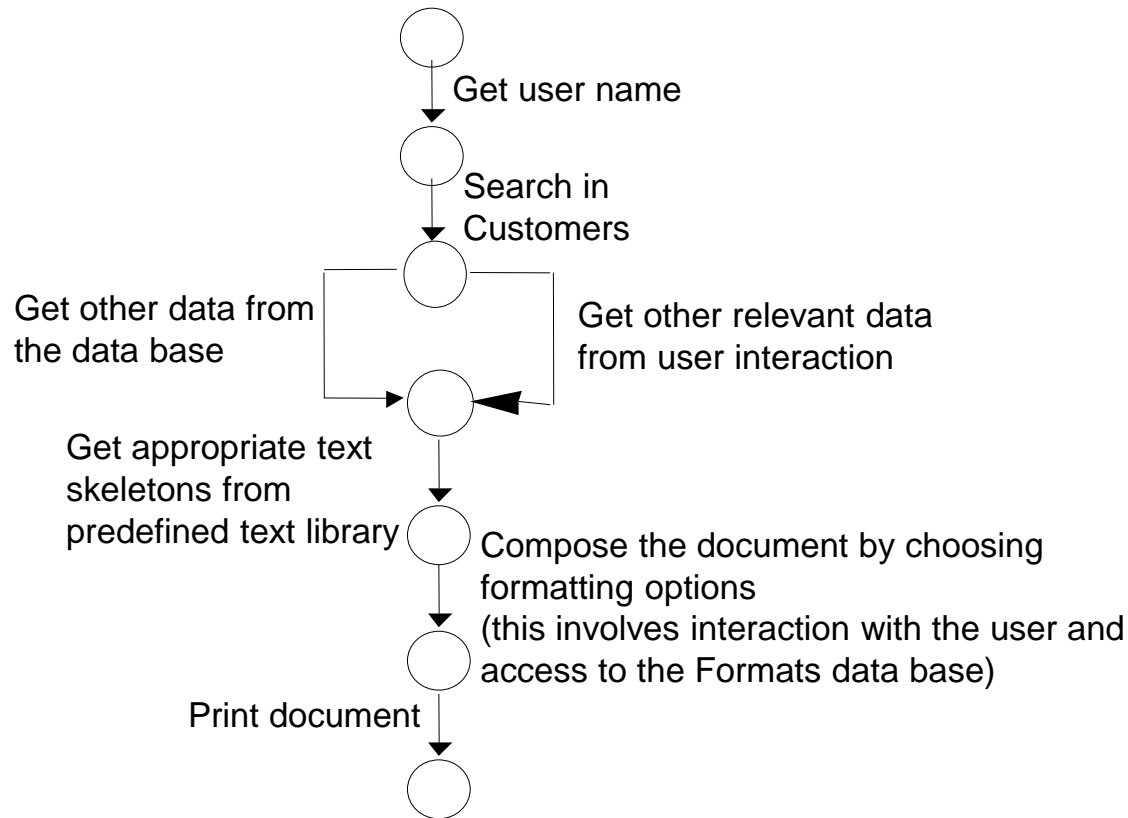 Get user name
Search in
Customers
Get other data from
the data base
Get other relevant data
from user interaction
Get appropriate text
skeletons from
predefined text library
Compose the document by choosing
formatting options
(this involves interaction with the user and
access to the Formats data base)
Print document